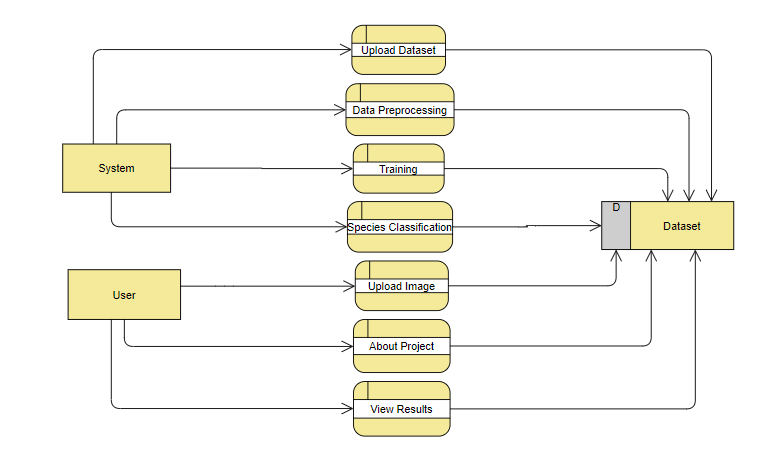 Upload Dataset
Data Preprocessing
System
Training
D
Species Classification
Dataset
Upload Image
User
About Project
View Results